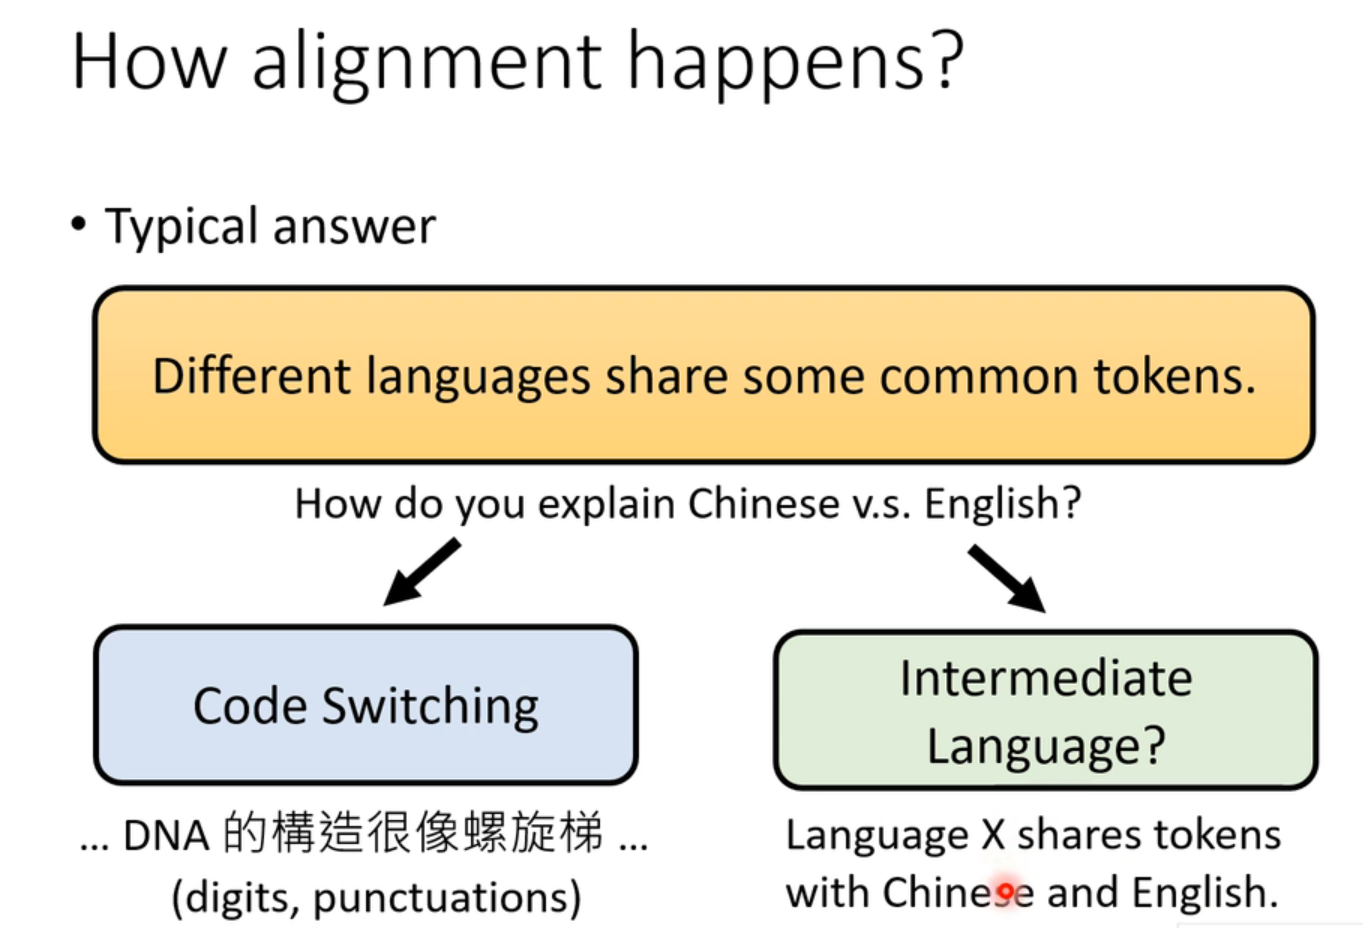 How alignment happens?
• Typical answer
Different languages share some common tokens.
How do you explain Chinese v.s. English?
Code Switching
... DNA 的構造很像螺旋梯 ...
(digits, punctuations)
Intermediate
Language?
Language X shares tokens
with Chinese and English.